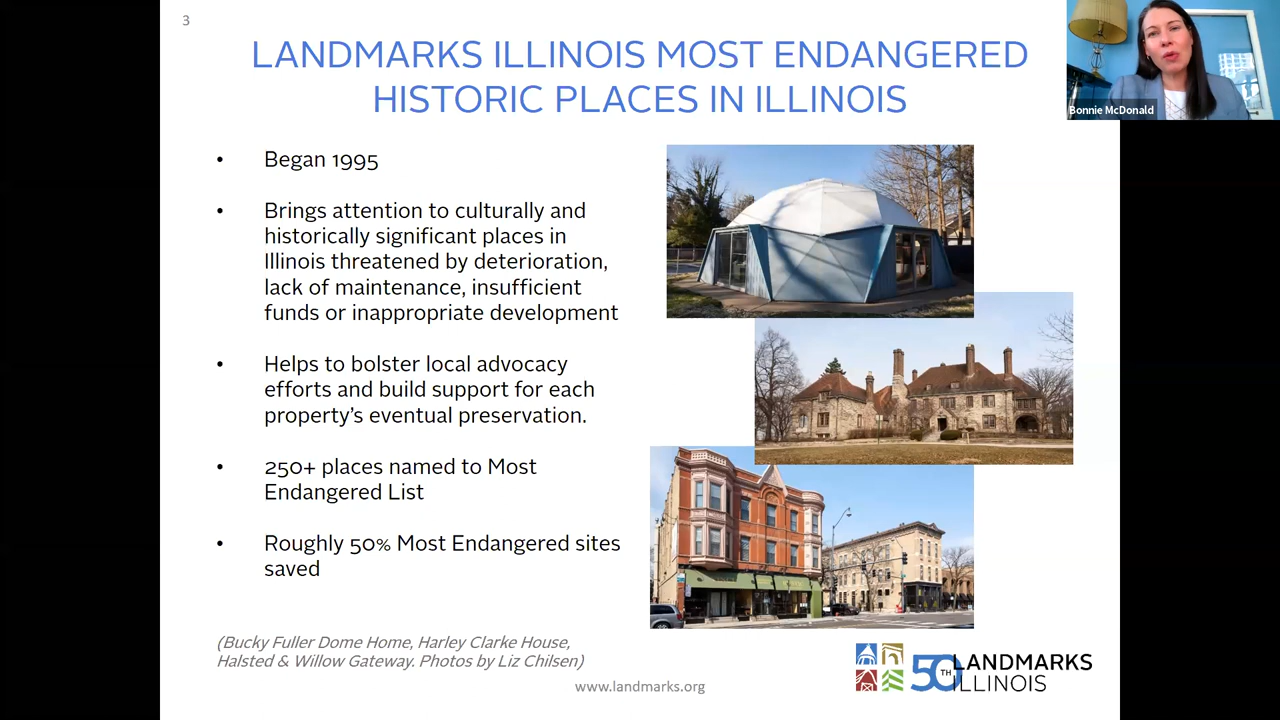 3
LANDMARKS ILLINOIS MOST ENDANGERED
HISTORIC PLACES IN ILLINOIS
Bonnie McDonald
• Began 1995
• Brings attention to culturally and
historically significant places in
Illinois threatened by deterioration,
lack of maintenance, insufficient
funds or inappropriate development
• Helps to bolster local advocacy
efforts and build support for each
property's eventual preservation.
• 250+ places named to Most
Endangered List
• Roughly 50% Most Endangered sites
saved
(Bucky Fuller Dome Home, Harley Clarke House,
Halsted & Willow Gateway. Photos by Liz Chilsen)
www.landmarks.org
50TH LANDMARKS
ILLINOIS